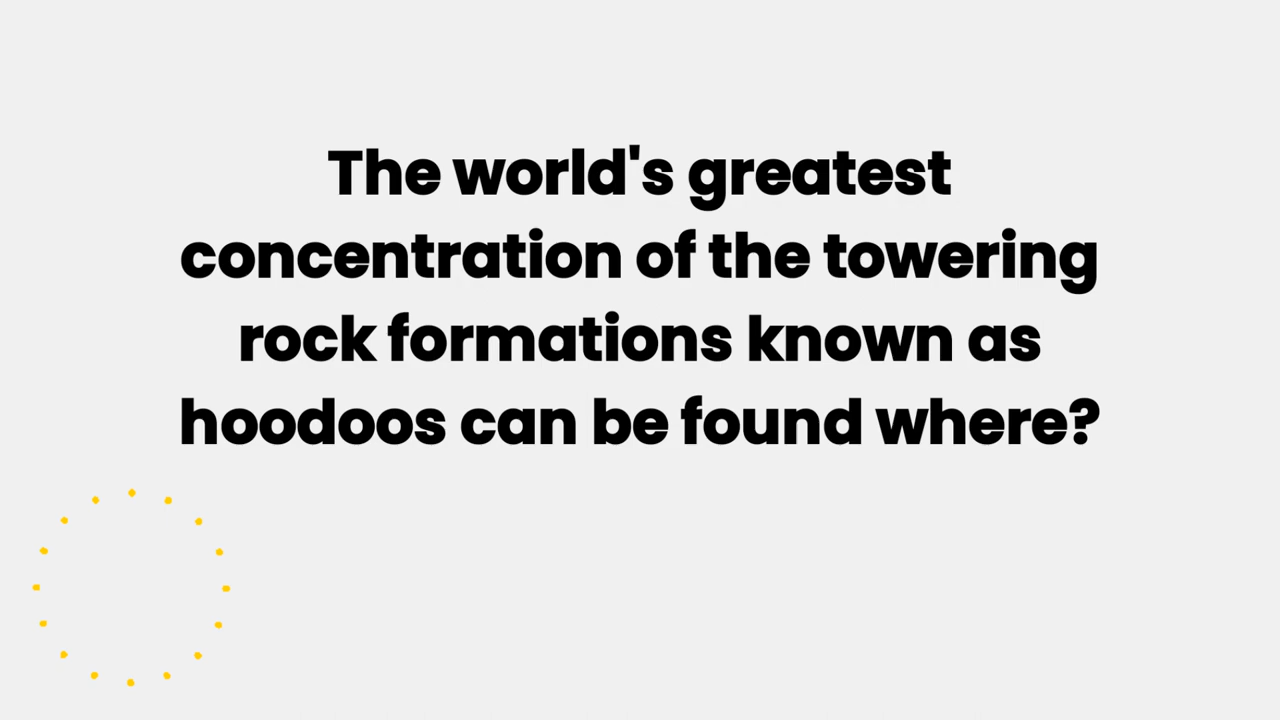 The world's greatest
concentration of the towering
rock formations known as
hoodoos can be found where?